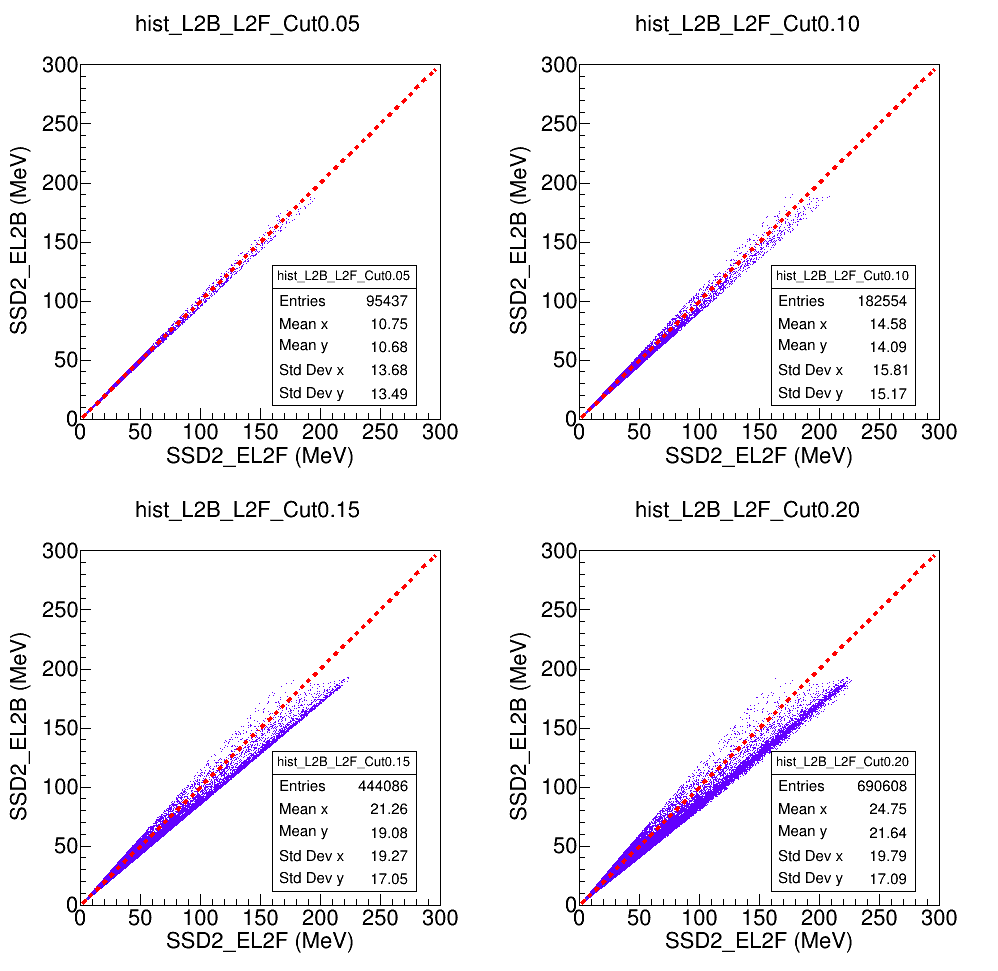 hist_L2B_L2F_Cut0.05
300
250
200
150
100
50
0
SSD2_EL2B (MeV)
hist_L2B_L2F_Cut0.05
Entries 95437
Mean x 10.75
Mean y 10.68
Std Dev x 13.68
Std Dev y 13.49
0 50 100 150 200 250 300
SSD2_EL2F (MeV)
hist_L2B_L2F_Cut0.10
300
250
200
150
100
50
0
SSD2_EL2B (MeV)
hist_L2B_L2F_Cut0.10
Entries 182554
Mean x 14.58
Mean y 14.09
Std Dev x 15.81
Std Dev y 15.17
0 50 100 150 200 250 300
SSD2_EL2F (MeV)
hist_L2B_L2F_Cut0.15
300
250
200
150
100
50
0
SSD2_EL2B (MeV)
hist_L2B_L2F_Cut0.15
Entries 444086
Mean x 21.26
Mean y 19.08
Std Dev x 19.27
Std Dev y 17.05
0 50 100 150 200 250 300
SSD2_EL2F (MeV)
hist_L2B_L2F_Cut0.20
300
250
200
150
100
50
0
SSD2_EL2B (MeV)
hist_L2B_L2F_Cut0.20
Entries 690608
Mean x 24.75
Mean y 21.64
Std Dev x 19.79
Std Dev y 17.09
0 50 100 150 200 250 300
SSD2_EL2F (MeV)